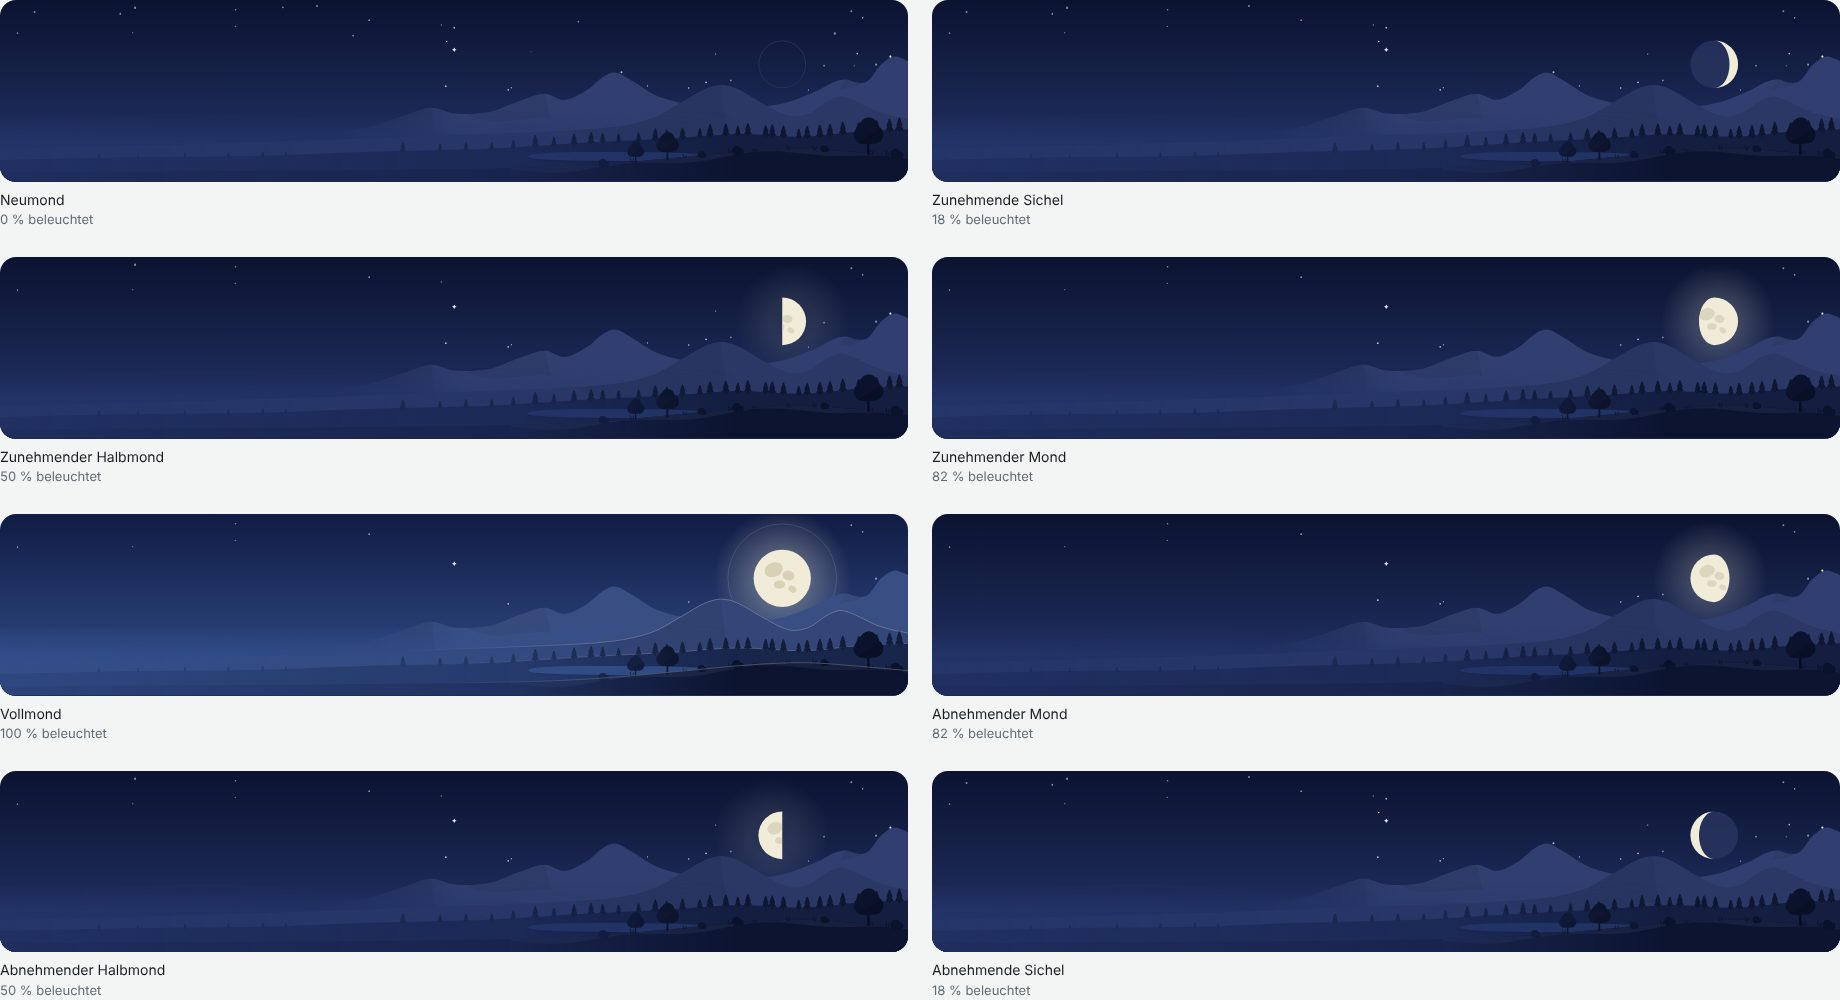 Neumond
0 % beleuchtet
Zunehmende Sichel
18 % beleuchtet
Zunehmender Halbmond
50 % beleuchtet
Zunehmender Mond
82 % beleuchtet
Vollmond
100 % beleuchtet
Abnehmender Mond
82 % beleuchtet
Abnehmender Halbmond
50 % beleuchtet
Abnehmende Sichel
18 % beleuchtet